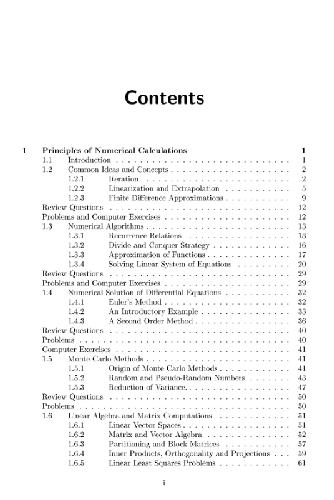 Contents
1 Principles of Numerical Calculations 1
1.1 Introduction . . . . . . . . . . . . . . . . . . . . . . . . . . . 1
1.2 Common Ideas and Concepts . . . . . . . . . . . . . . . . . . . 2
1.2.1 Iteration . . . . . . . . . . . . . . . . . . . . . . 2
1.2.2 Linearization and Extrapolation . . . . . . . . . . 5
1.2.3 Finite Difference Approximations . . . . . . . . . . 9
Review Questions . . . . . . . . . . . . . . . . . . . . . . . . . . . . 12
Problems and Computer Exercises . . . . . . . . . . . . . . . . . . . . 12
1.3 Numerical Algorithms . . . . . . . . . . . . . . . . . . . . . . 13
1.3.1 Recurrence Relations . . . . . . . . . . . . . . . . 13
1.3.2 Divide and Conquer Strategy . . . . . . . . . . . . 16
1.3.3 Approximation of Functions . . . . . . . . . . . . . 17
1.3.4 Solving Linear System of Equations . . . . . . . . . 20
Review Questions . . . . . . . . . . . . . . . . . . . . . . . . . . . . 29
Problems and Computer Exercises . . . . . . . . . . . . . . . . . . . . 29
1.4 Numerical Solution of Differential Equations . . . . . . . . . . . 32
1.4.1 Euler's Method . . . . . . . . . . . . . . . . . . . 32
1.4.2 An Introductory Example . . . . . . . . . . . . . . 33
1.4.3 A Second Order Method . . . . . . . . . . . . . . . 36
Review Questions . . . . . . . . . . . . . . . . . . . . . . . . . . . . 40
Problems . . . . . . . . . . . . . . . . . . . . . . . . . . . . . . . . 40
Computer Exercises . . . . . . . . . . . . . . . . . . . . . . . . . . . 41
1.5 Monte Carlo Methods . . . . . . . . . . . . . . . . . . . . . . . 41
1.5.1 Origin of Monte Carlo Methods . . . . . . . . . . . 41
1.5.2 Random and Pseudo-Random Numbers . . . . . . . 43
1.5.3 Reduction of Variance . . . . . . . . . . . . . . . . 47
Review Questions . . . . . . . . . . . . . . . . . . . . . . . . . . . . 50
Problems . . . . . . . . . . . . . . . . . . . . . . . . . . . . . . . . 50
1.6 Linear Algebra and Matrix Computations . . . . . . . . . . . . 51
1.6.1 Linear Vector Spaces . . . . . . . . . . . . . . . . . 51
1.6.2 Matrix and Vector Algebra . . . . . . . . . . . . . 52
1.6.3 Partitioning and Block Matrices . . . . . . . . . . . 57
1.6.4 Inner Products, Orthogonality and Projections . . . 59
1.6.5 Linear Least Squares Problems . . . . . . . . . . . 61
i